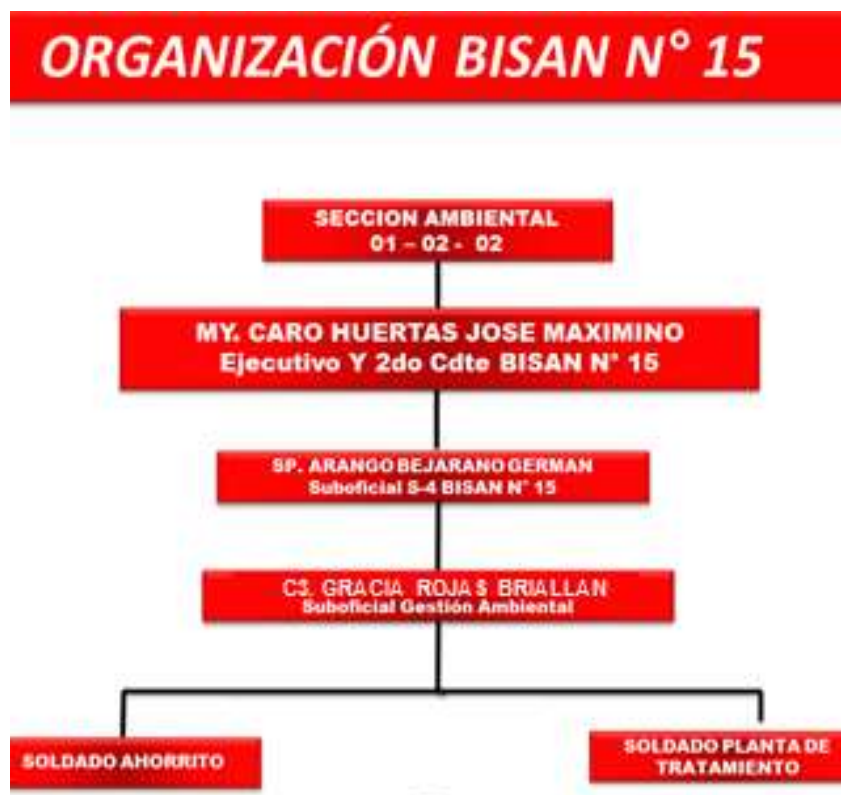 ORGANIZACIÓN BISAN N° 15
SECCION AMBIENTAL
01 – 02 - 02
MY. CARO HUERTAS JOSE MAXIMINO
Ejecutivo Y 2do Cdte BISAN N° 15
SP. ARANGO BEJARANO GERMAN
Suboficial S-4 BISAN N° 15
C3. GRACIA ROJAS BRIALLAN
Suboficial Gestión Ambiental
SOLDADO AHORRITO
SOLDADO PLANTA DE
TRATAMIENTO